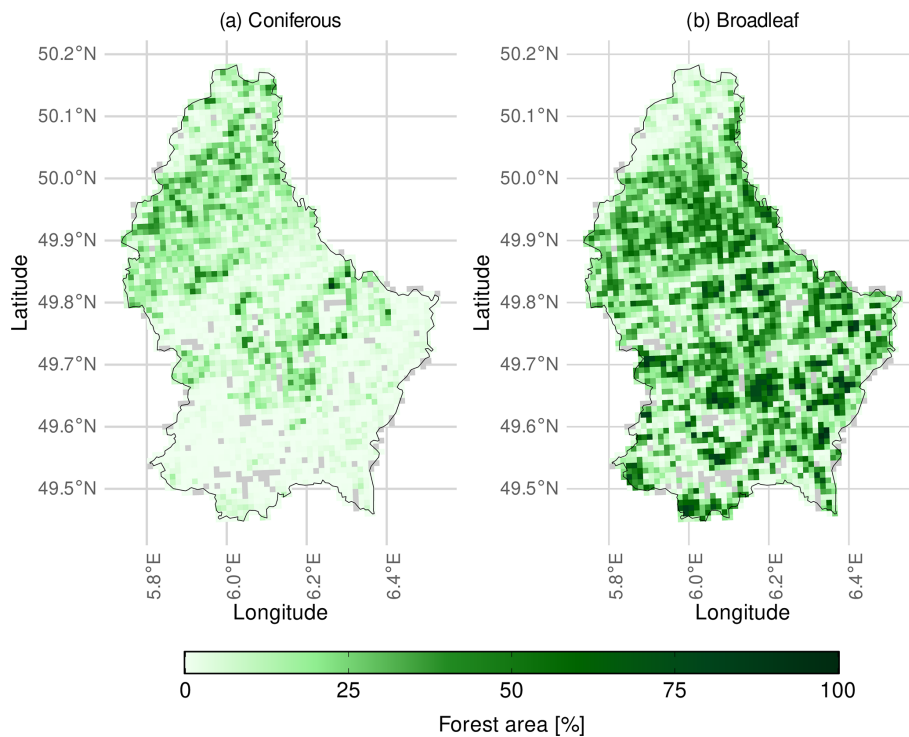 (a) Coniferous
(b) Broadleaf
50.2°N
50.1°N
50.0°N
49.9°N
49.8°N
49.7°N
49.6°N
49.5°N
Latitude
5.8°E
6.0°E
6.2°E
6.4°E
Longitude
50.2°N
50.1°N
50.0°N
49.9°N
49.8°N
49.7°N
49.6°N
49.5°N
Latitude
5.8°E
6.0°E
6.2°E
6.4°E
Longitude
0 25 50 75 100
Forest area [%]